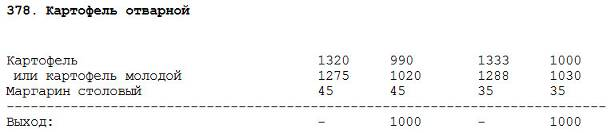 378. Картофель отварной
Картофель 1320 990 1333 1000
или картофель молодой 1275 1020 1288 1030
Маргарин столовый 45 45 35 35
Выход: – 1000 – 1000